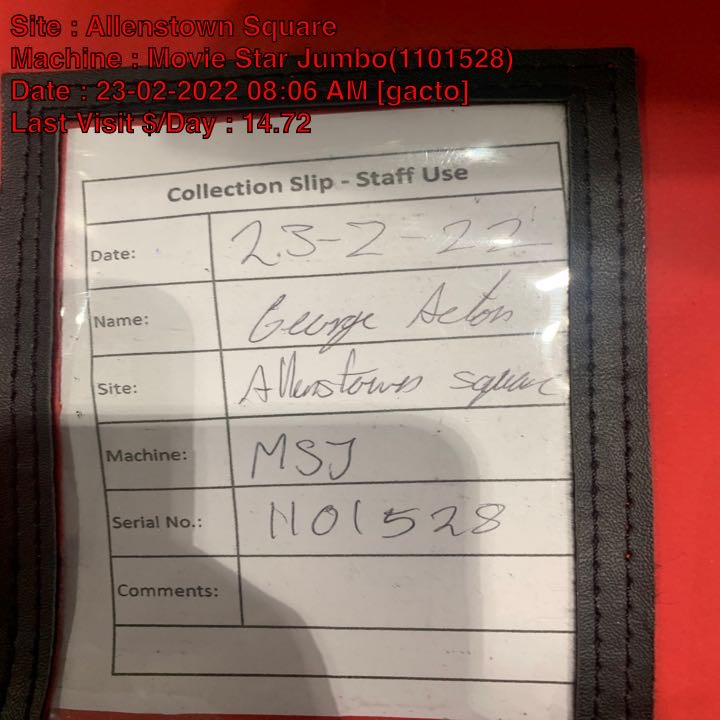 Site : Allenstown Square
Machine : Movie Star Jumbo(1101528)
Date : 23-02-2022 08:06 AM [gacto]
Last Visit $/Day : 14.72
Collection Slip - Staff Use
Date: 23-2-22
Name: George Acton
Site: Allenstown square
Machine: MSJ
Serial No.: 1101528
Comments: